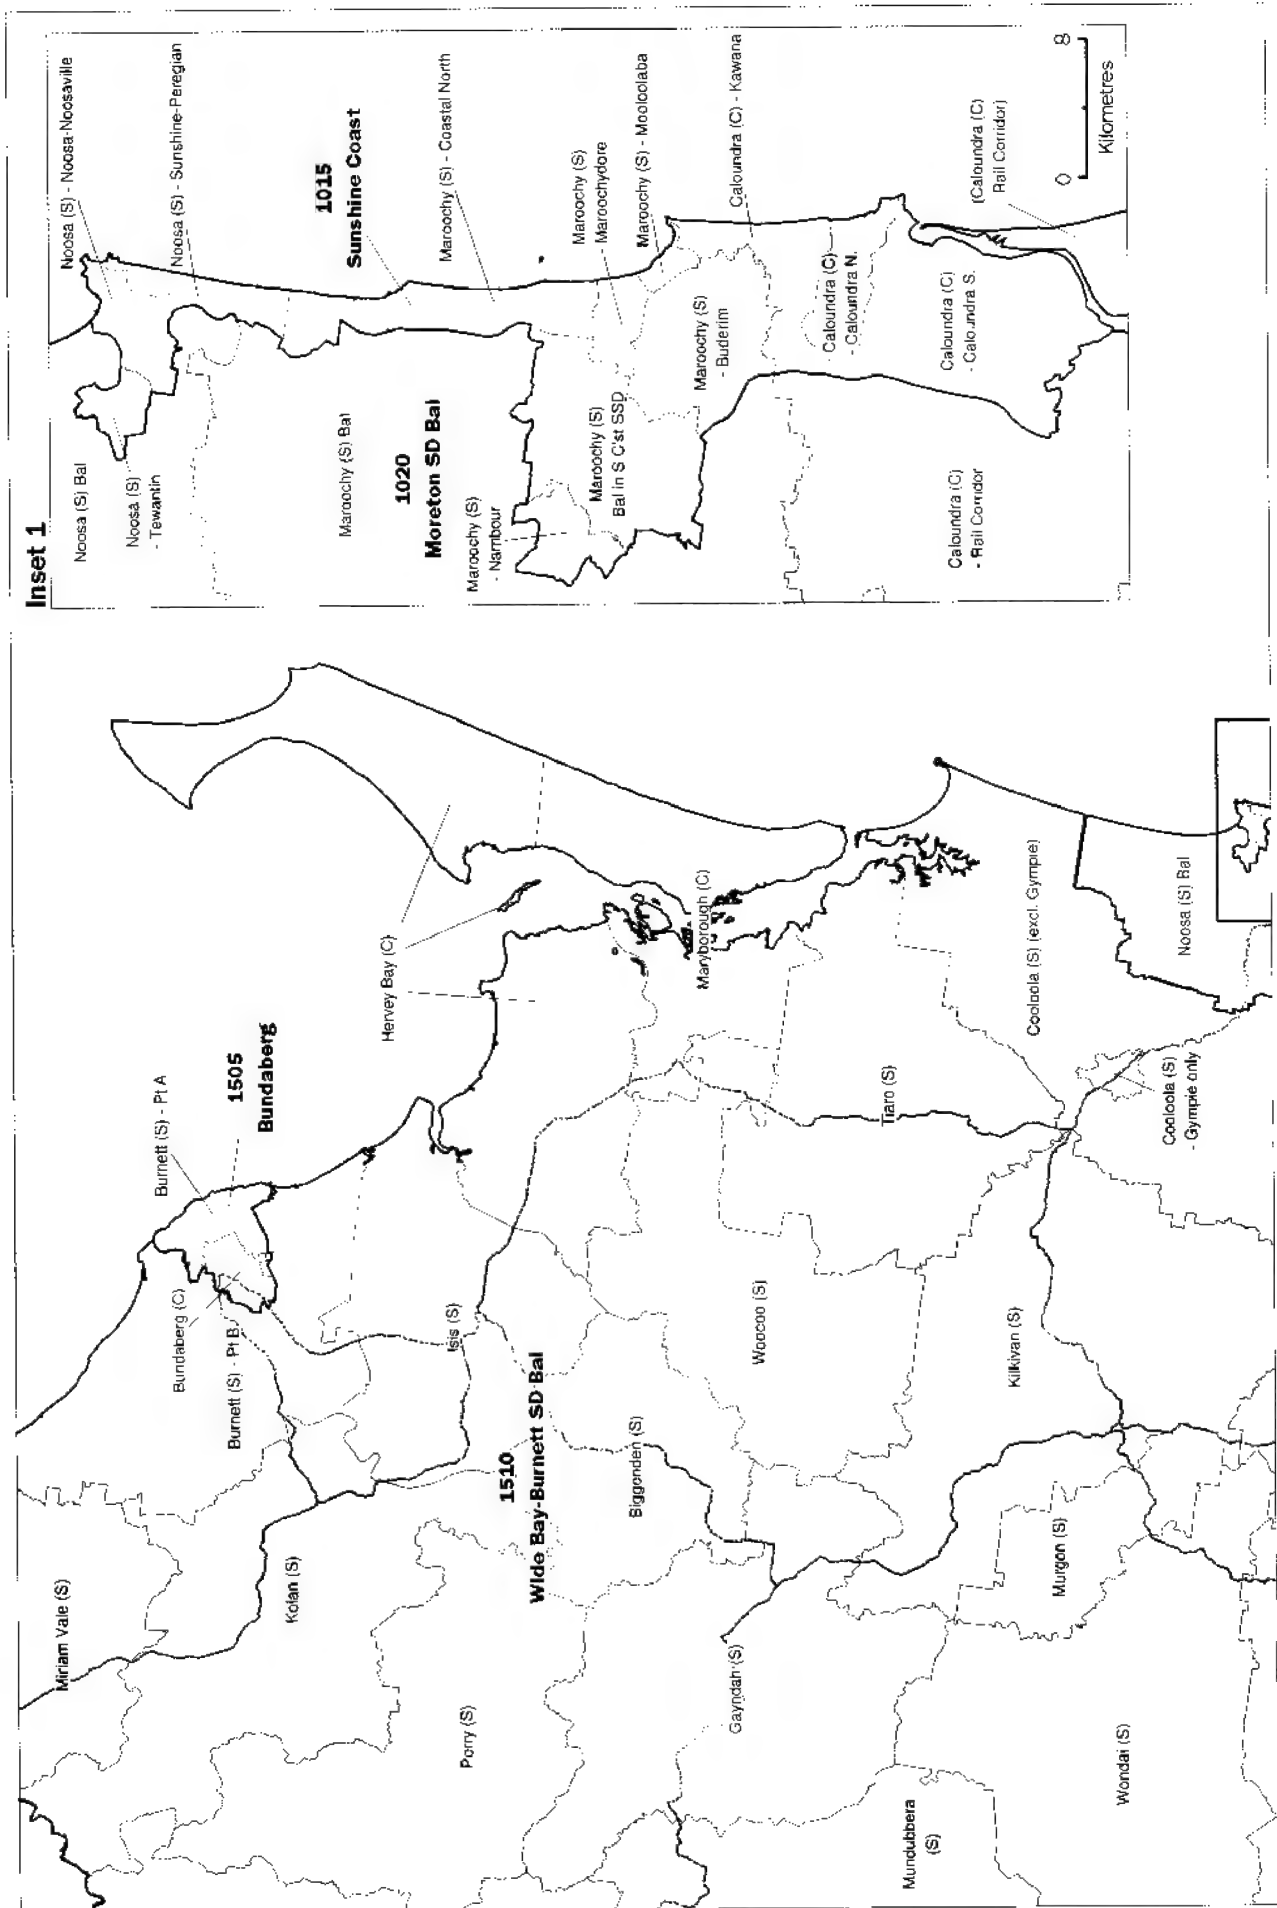 Inset 1
Noosa (S) - Noosa-Noosaville
Noosa (S) - Sunshine-Peregian
1015
Sunshine Coast
Maroochy (S) - Coastal North
Maroochy (S)
Maroochydore
Maroochy (S) - Mooloolaba
Caloundra (C) - Kawana
(Caloundra (C)
Rail Corridor)
0
8
Kilometres
Noosa (S) Bal
Noosa (S)
- Tewantin
Maroochy (S) Bal
1020
Moreton SD Bal
Maroochy (S)
- Nambour
Maroochy (S)
Bal in S C'st SSD
Maroochy (S)
- Buderim
Caloundra (C)
- Caloundra N.
Caloundra (C)
- Caloundra S.
Caloundra (C)
- Rail Corridor
Burnett (S) - Pt A
1505
Bundaberg
Hervey Bay (C)
Maryborough (C)
Cooloola (S) (excl. Gympie)
Noosa (S) Bal
Bundaberg (C)
Burnett (S) - Pt B
Isis (S)
Tiaro (S)
Cooloola (S)
- Gympie only
Woocoo (S)
Kilkivan (S)
1510
Wide Bay-Burnett SD Bal
Biggenden (S)
Miriam Vale (S)
Kolan (S)
Murgon (S)
Perry (S)
Gayndah (S)
Mundubbera
(S)
Wondai (S)